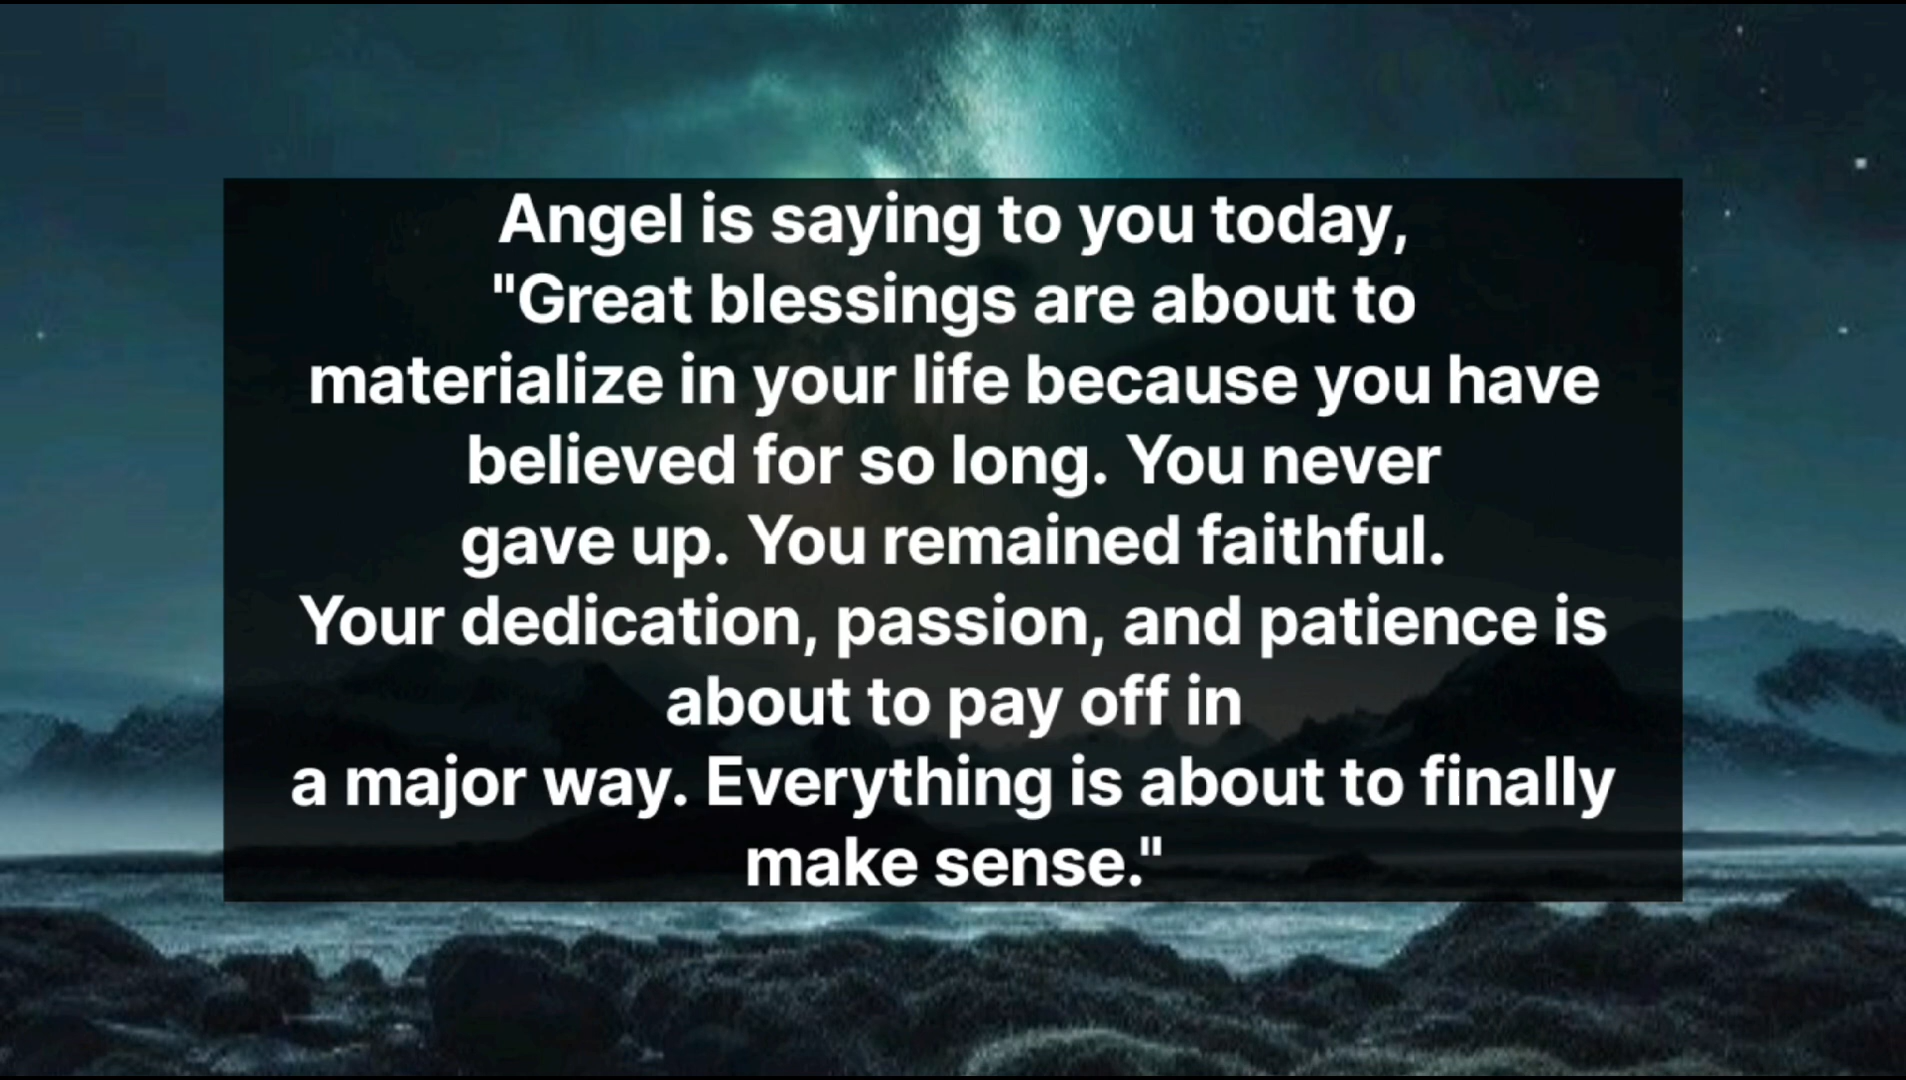 Angel is saying to you today,
"Great blessings are about to
materialize in your life because you have
believed for so long. You never
gave up. You remained faithful.
Your dedication, passion, and patience is
about to pay off in
a major way. Everything is about to finally
make sense."